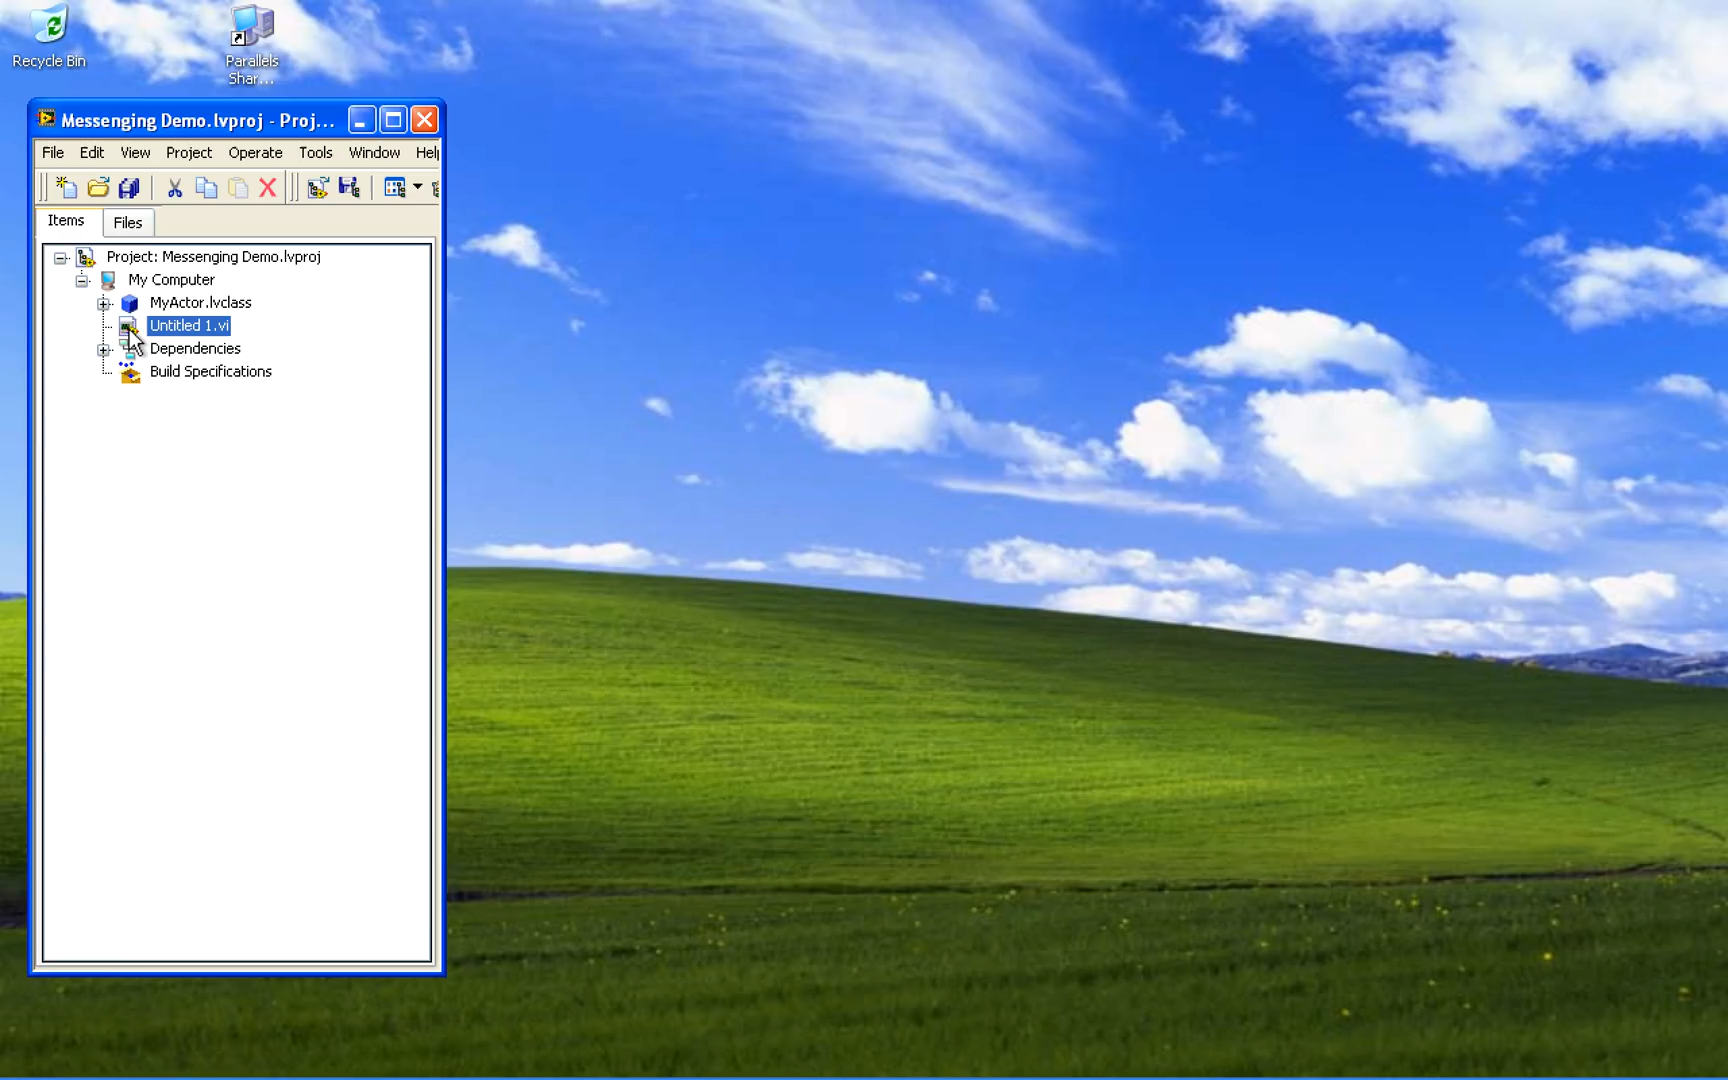 Recycle Bin
Parallels
Shar...
Messenging Demo.lvproj - Proj...
File Edit View Project Operate Tools Window Help
Items Files
Project: Messenging Demo.lvproj
My Computer
MyActor.lvclass
Untitled 1.vi
Dependencies
Build Specifications